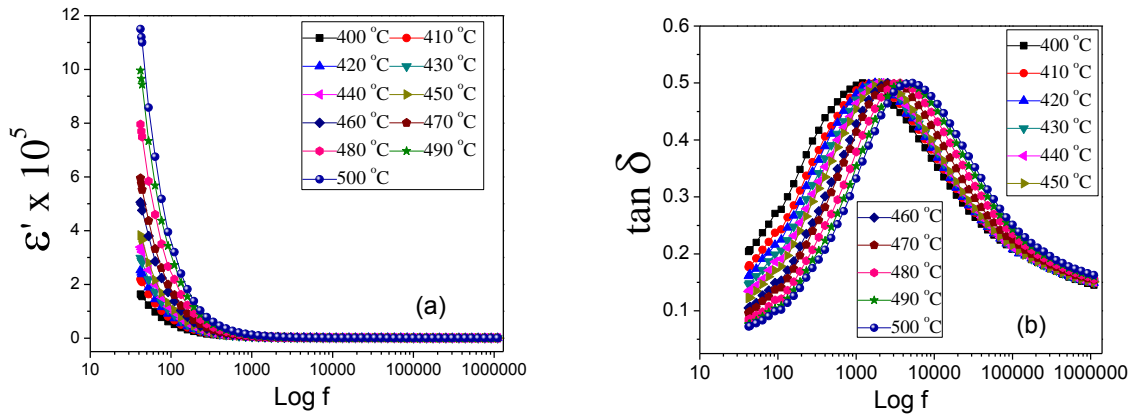 12
10
8
6
4
2
0
ε' x 10⁵
400 °C 410 °C
420 °C 430 °C
440 °C 450 °C
460 °C 470 °C
480 °C 490 °C
500 °C
(a)
10 100 1000 10000 100000 1000000
Log f
0.6
0.5
0.4
0.3
0.2
0.1
tan δ
400 °C
410 °C
420 °C
430 °C
440 °C
450 °C
460 °C
470 °C
480 °C
490 °C
500 °C
(b)
10 100 1000 10000 100000 1000000
Log f